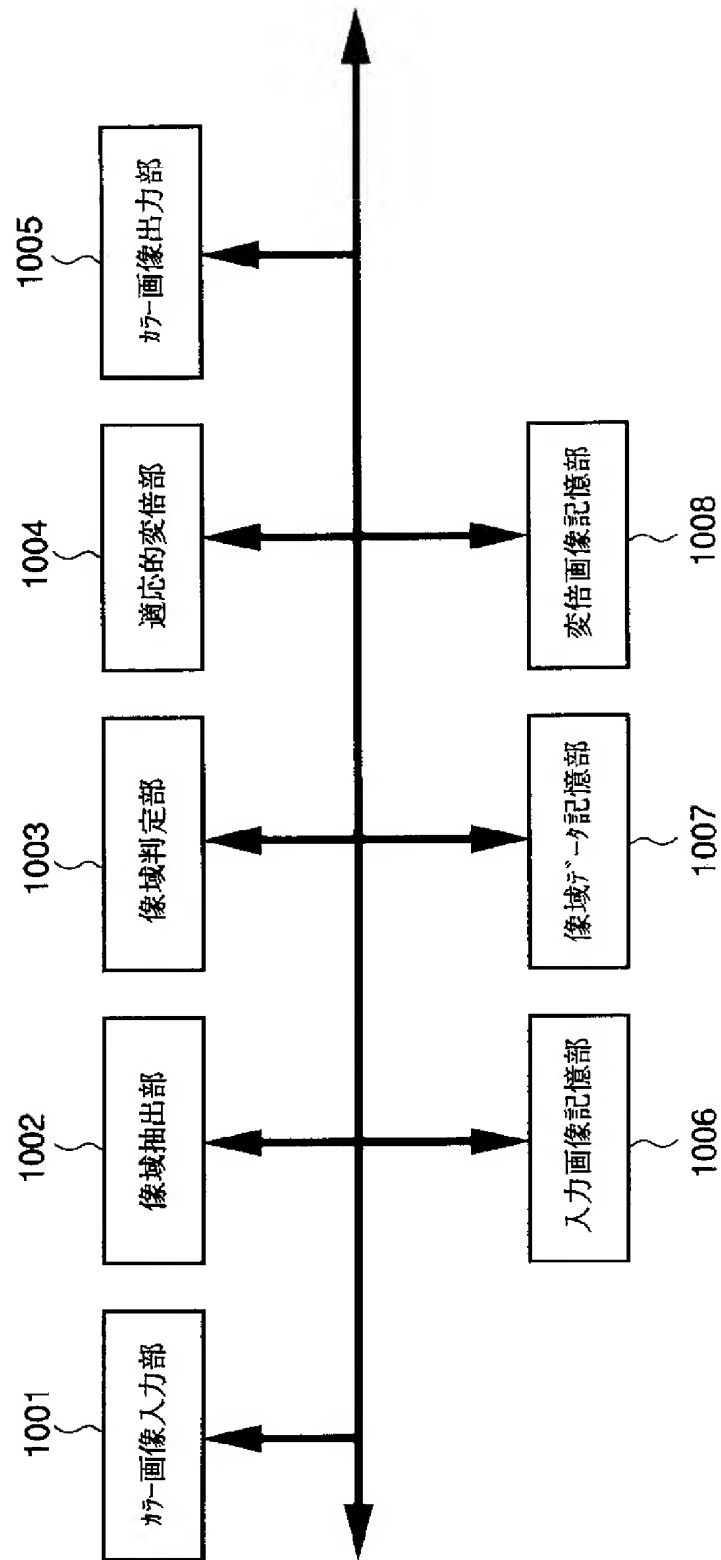 1001
カラー画像入力部
1002
像域抽出部
1003
像域判定部
1004
適応的変倍部
1005
カラー画像出力部
入力画像記憶部
1006
像域データ記憶部
1007
変倍画像記憶部
1008